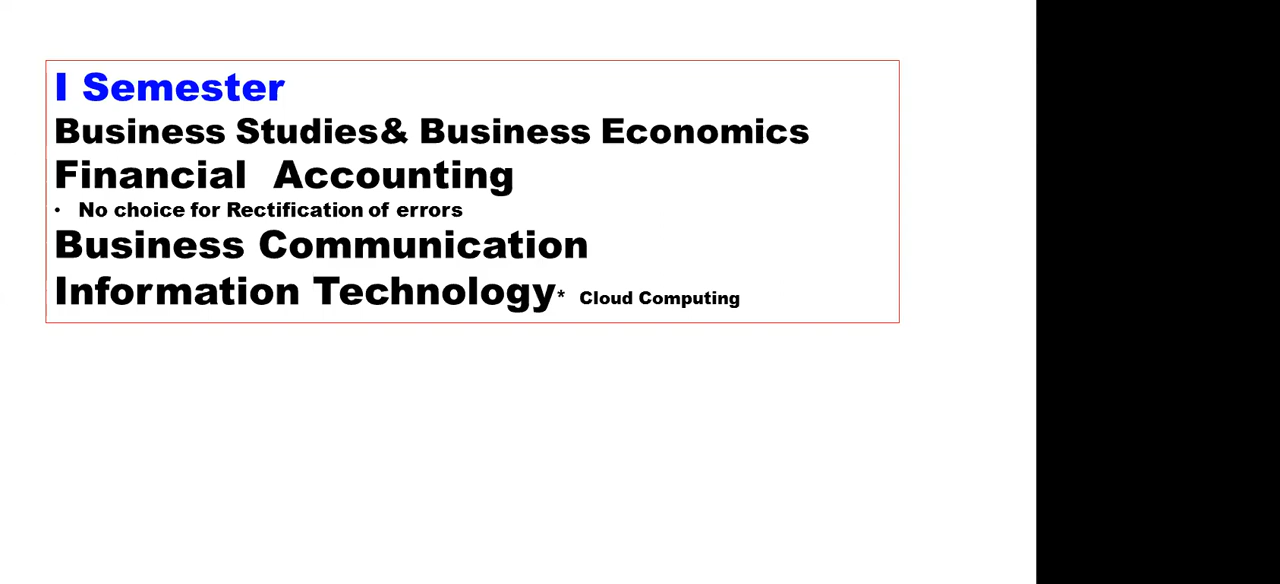 I Semester
Business Studies& Business Economics
Financial Accounting
• No choice for Rectification of errors
Business Communication
Information Technology* Cloud Computing